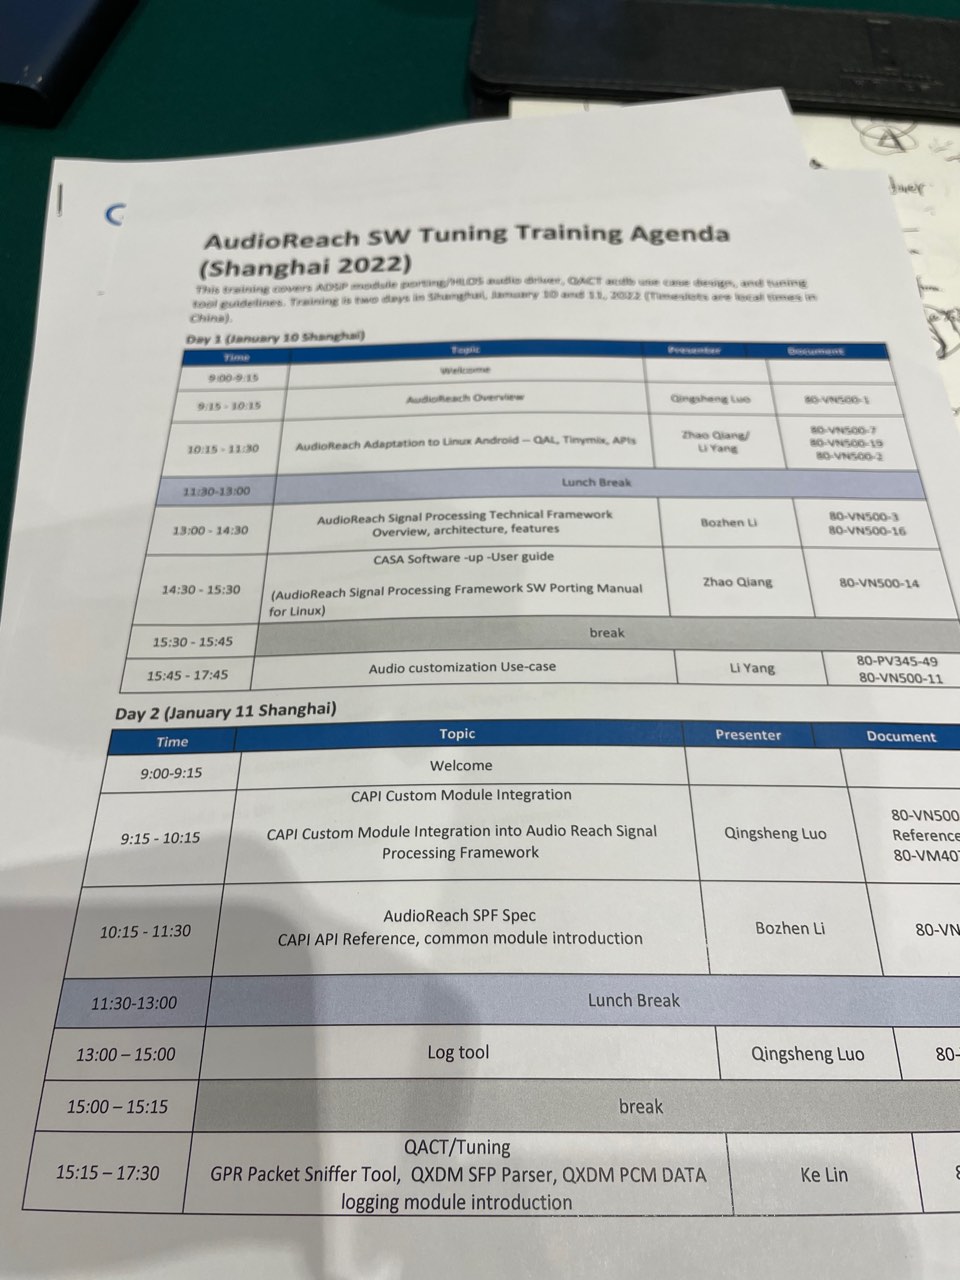 AudioReach SW Tuning Training Agenda
(Shanghai 2022)
This training covers ADSP module porting/HLOS audio driver, QACT audb use case design, and tuning
tool guidelines. Training is two days in Shanghai, January 10 and 11, 2022 (Timeslots are local times in
China).
Day 1 (January 10 Shanghai)
Time Topic Presenter Document
9:00-9:15 Wellcome
9:15 - 10:15 AudioReach Overview Qingsheng Luo 80-VN500-1
10:15 - 11:30 AudioReach Adaptation to Linux Android – QAL, Tinymix, APIs Zhao Qiang/
Li Yang 80-VN500-7
80-VN500-19
80-VN500-2
11:30-13:00 Lunch Break
13:00 - 14:30 AudioReach Signal Processing Technical Framework
Overview, architecture, features Bozhen Li 80-VN500-3
80-VN500-16
14:30 - 15:30 CASA Software -up -User guide
(AudioReach Signal Processing Framework SW Porting Manual
for Linux) Zhao Qiang 80-VN500-14
15:30 - 15:45 break
15:45 - 17:45 Audio customization Use-case Li Yang 80-PV345-49
80-VN500-11
Day 2 (January 11 Shanghai)
Time Topic Presenter Document
9:00-9:15 Welcome
9:15 - 10:15 CAPI Custom Module Integration
CAPI Custom Module Integration into Audio Reach Signal
Processing Framework Qingsheng Luo 80-VN500
Reference
80-VM407
10:15 - 11:30 AudioReach SPF Spec
CAPI API Reference, common module introduction Bozhen Li 80-VN
11:30-13:00 Lunch Break
13:00 – 15:00 Log tool Qingsheng Luo 80-
15:00 – 15:15 break
15:15 – 17:30 QACT/Tuning
GPR Packet Sniffer Tool, QXDM SFP Parser, QXDM PCM DATA
logging module introduction Ke Lin 8